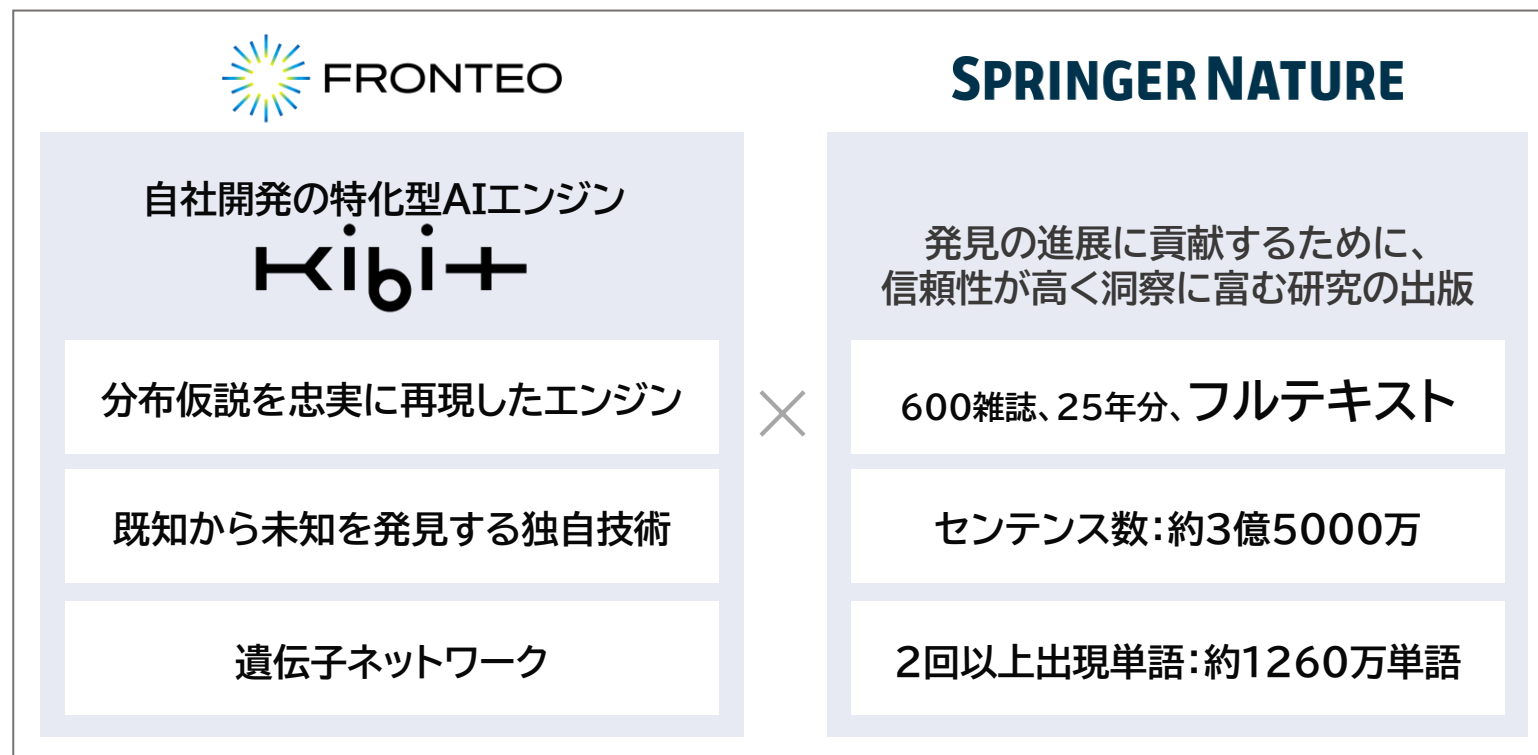 FRONTEO
自社開発の特化型AIエンジン
KIBIT
分布仮説を忠実に再現したエンジン
既知から未知を発見する独自技術
遺伝子ネットワーク
×
SPRINGER NATURE
発見の進展に貢献するために、
信頼性が高く洞察に富む研究の出版
600雑誌、25年分、フルテキスト
センテンス数：約3億5000万
2回以上出現単語：約1260万単語